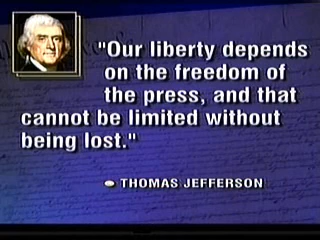 "Our liberty depends
on the freedom of
the press, and that
cannot be limited without
being lost."
THOMAS JEFFERSON